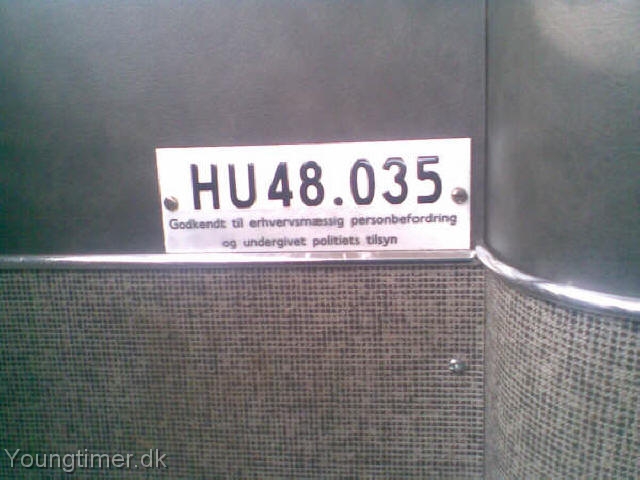 HU48.035
Godkendt til erhvervsmæssig personbefordring
og undergivet politiets tilsyn
Youngtimer.dk